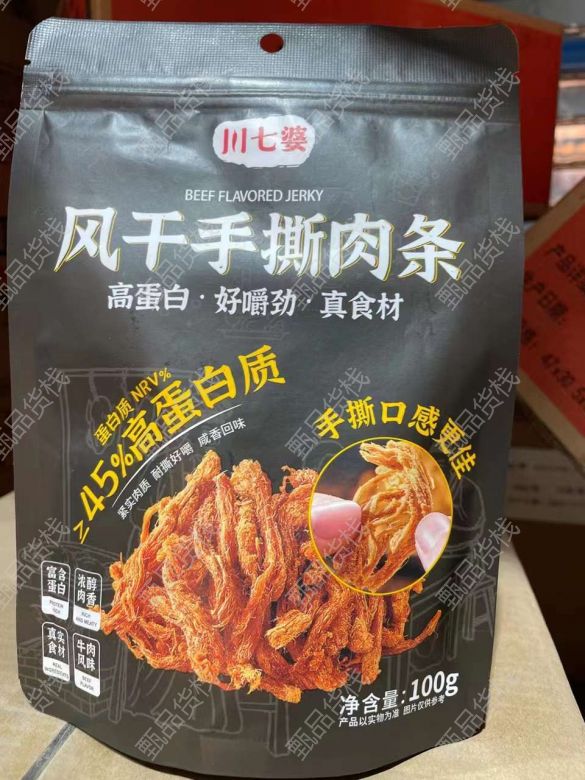 川七婆
BEEF FLAVORED JERKY
风干手撕肉条
高蛋白·好嚼劲·真食材
蛋白质 NRV%
≥45%高蛋白质
紧实肉质 耐撕好嚼 咸香回味
手撕口感更佳
富含蛋白
PROTEIN RICH
浓醇肉香
RICH AND MEATY
真实食材
REAL INGREDIENTS
牛肉风味
BEEF FLAVOR
净含量:100g
产品以实物为准 图片仅供参考
甄品货栈